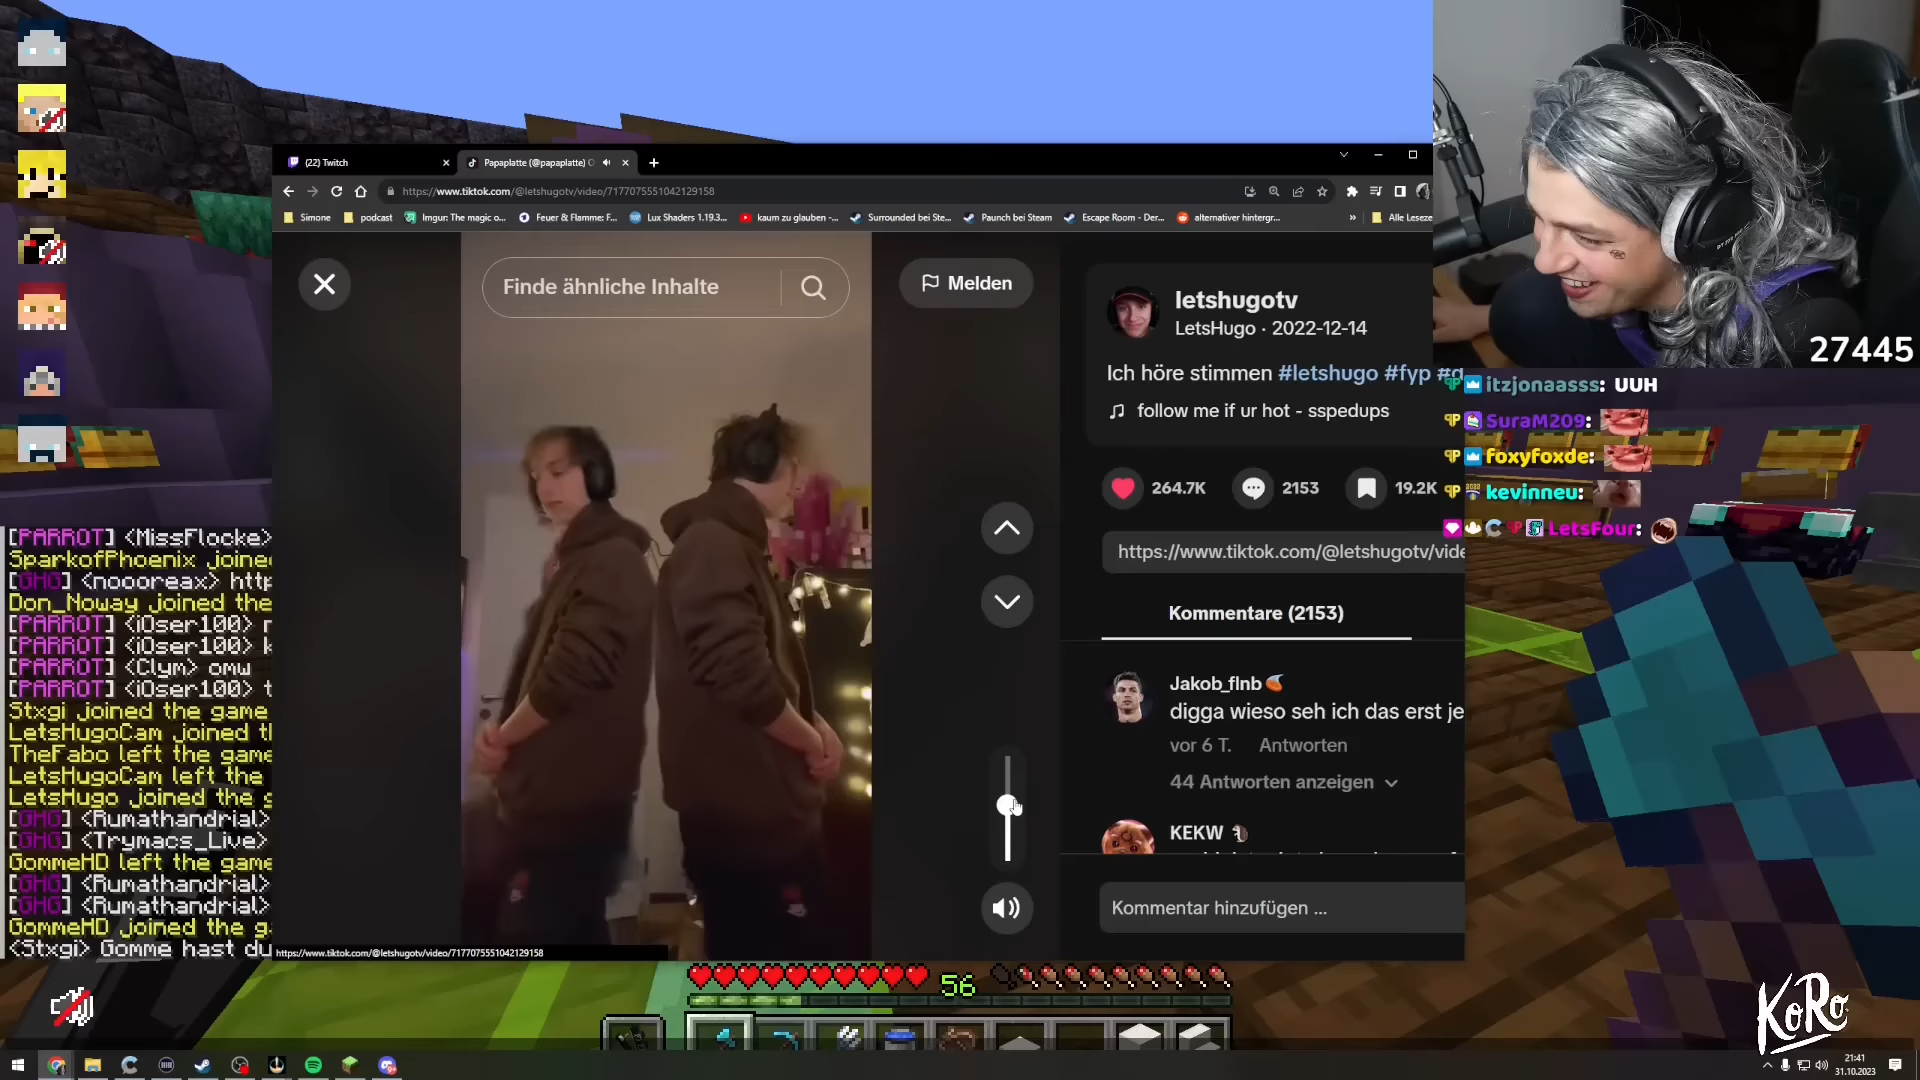 (22) Twitch
Papaplatte (@papaplatte)
https://www.tiktok.com/@letshugotv/video/7177075551042129158
Simone
podcast
Imgur: The magic o...
Feuer & Flamme: F...
Lux Shaders 1.19.3...
kaum zu glauben -...
Surrounded bei Ste...
Paunch bei Steam
Escape Room - Der...
alternativer hintergr...
»
Alle Leseze
Finde ähnliche Inhalte
Melden
letshugotv
LetsHugo · 2022-12-14
Ich höre stimmen #letshugo #fyp #g
follow me if ur hot - sspedups
264.7K
2153
19.2K
https://www.tiktok.com/@letshugotv/vide
Kommentare (2153)
Jakob_flnb
digga wieso seh ich das erst je
vor 6 T. Antworten
44 Antworten anzeigen
KEKW
Kommentar hinzufügen ...
https://www.tiktok.com/@letshugotv/video/7177075551042129158
27445
itzjonaasss: UUH
SuraM209:
foxyfoxde:
kevinneu:
LetsFour:
[PARROT] <MissFlocke>
SparkofPhoenix joined
[GHG] <noooreax> http
Don_Noway joined the
[PARROT] <iOser100>
[PARROT] <iOser100> k
[PARROT] <Clym> omw
[PARROT] <iOser100> t
Stxgi joined the game
LetsHugoCam joined th
TheFabo left the game
LetsHugoCam left the
LetsHugo joined the g
[GHG] <Rumathandrial>
[GHG] <Trymacs_Live>
GommeHD left the game
[GHG] <Rumathandrial>
[GHG] <Rumathandrial>
GommeHD joined the ga
<Stxgi> Gomme hast du
56
KoRo
21:41
31.10.2023